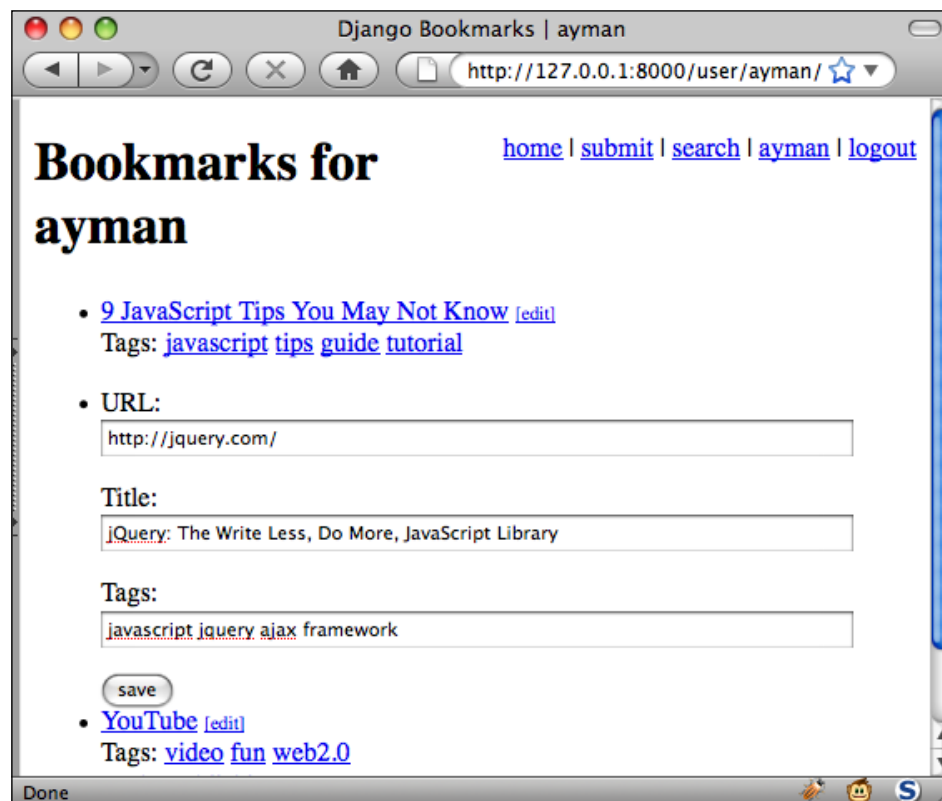 Django Bookmarks | ayman
http://127.0.0.1:8000/user/ayman/
Bookmarks for
ayman
home | submit | search | ayman | logout
• 9 JavaScript Tips You May Not Know [edit]
Tags: javascript tips guide tutorial
• URL:
http://jquery.com/
Title:
jQuery: The Write Less, Do More, JavaScript Library
Tags:
javascript jquery ajax framework
save
• YouTube [edit]
Tags: video fun web2.0
Done
S